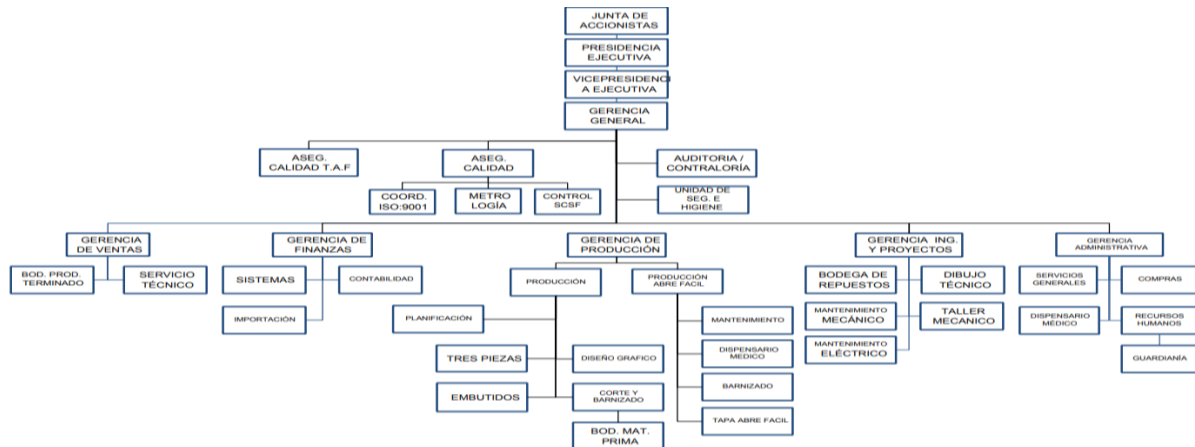 JUNTA DE
ACCIONISTAS
PRESIDENCIA
EJECUTIVA
VICEPRESIDENCI
A EJECUTIVA
GERENCIA
GENERAL
ASEG.
CALIDAD T.A.F
ASEG.
CALIDAD
AUDITORIA /
CONTRALORÍA
COORD.
ISO:9001
METRO
LOGÍA
CONTROL
SCSF
UNIDAD DE
SEG. E
HIGIENE
GERENCIA
DE VENTAS
GERENCIA DE
FINANZAS
GERENCIA DE
PRODUCCIÓN
GERENCIA ING.
Y PROYECTOS
GERENCIA
ADMINISTRATIVA
BOD. PROD.
TERMINADO
SERVICIO
TÉCNICO
SISTEMAS
CONTABILIDAD
IMPORTACIÓN
PRODUCCIÓN
PRODUCCIÓN
ABRE FACIL
PLANIFICACIÓN
TRES PIEZAS
DISEÑO GRAFICO
EMBUTIDOS
CORTE Y
BARNIZADO
BOD. MAT.
PRIMA
MANTENIMIENTO
DISPENSARIO
MEDICO
BARNIZADO
TAPA ABRE FACIL
BODEGA DE
REPUESTOS
DIBUJO
TÉCNICO
MANTENIMIENTO
MECÁNICO
TALLER
MECANICO
MANTENIMIENTO
ELÉCTRICO
SERVICIOS
GENERALES
COMPRAS
DISPENSARIO
MÉDICO
RECURSOS
HUMANOS
GUARDIANÍA